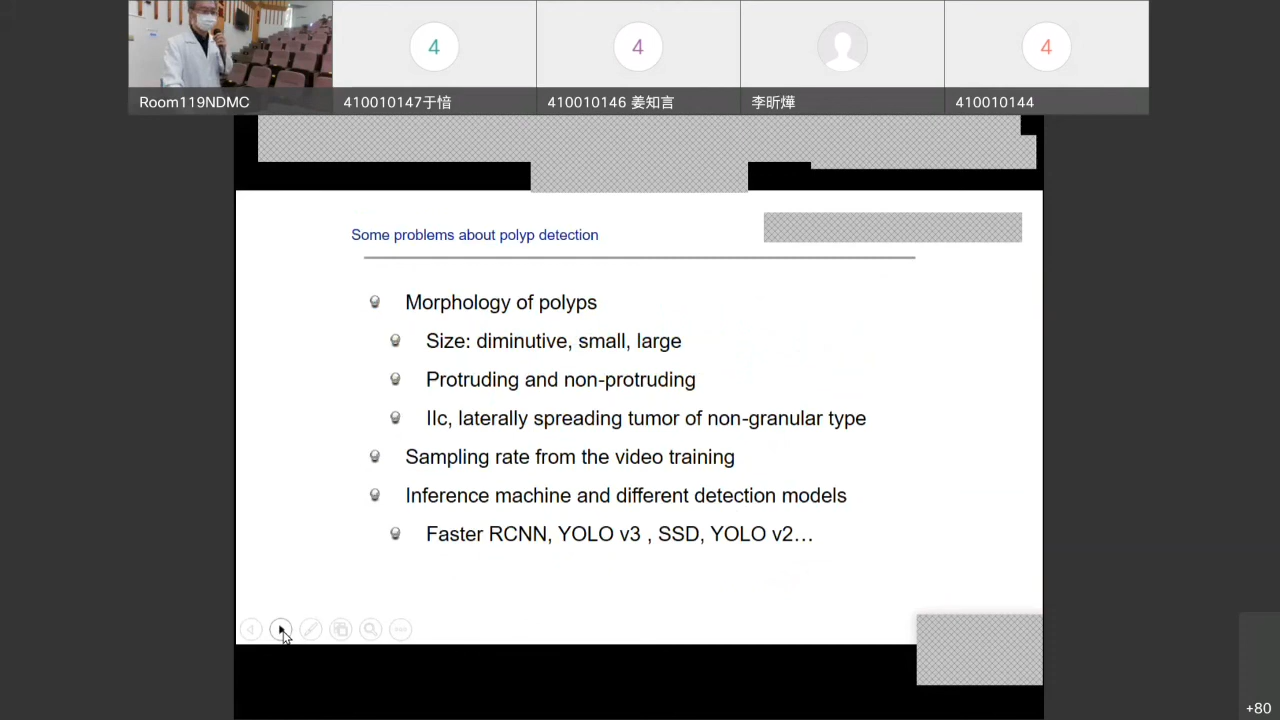 4
4
4
Room119NDMC
410010147于愔
410010146 姜知言
李昕燁
410010144
Some problems about polyp detection
Morphology of polyps
Size: diminutive, small, large
Protruding and non-protruding
IIc, laterally spreading tumor of non-granular type
Sampling rate from the video training
Inference machine and different detection models
Faster RCNN, YOLO v3 , SSD, YOLO v2…
+80